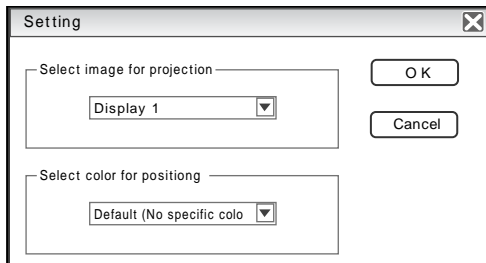 Setting
Select image for projection
OK
Display 1
Cancel
Select color for positiong
Default (No specific colo